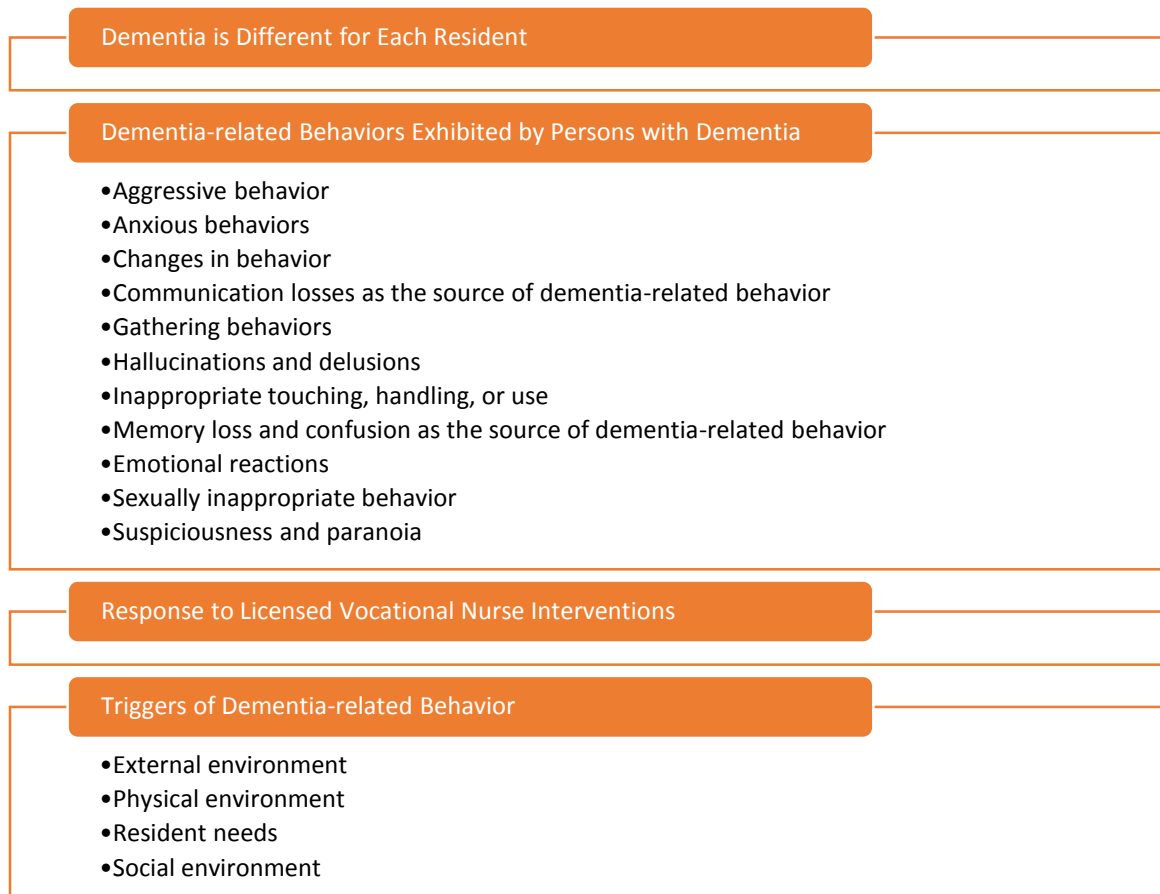 Dementia is Different for Each Resident
Dementia-related Behaviors Exhibited by Persons with Dementia
•Aggressive behavior
•Anxious behaviors
•Changes in behavior
•Communication losses as the source of dementia-related behavior
•Gathering behaviors
•Hallucinations and delusions
•Inappropriate touching, handling, or use
•Memory loss and confusion as the source of dementia-related behavior
•Emotional reactions
•Sexually inappropriate behavior
•Suspiciousness and paranoia
Response to Licensed Vocational Nurse Interventions
Triggers of Dementia-related Behavior
•External environment
•Physical environment
•Resident needs
•Social environment